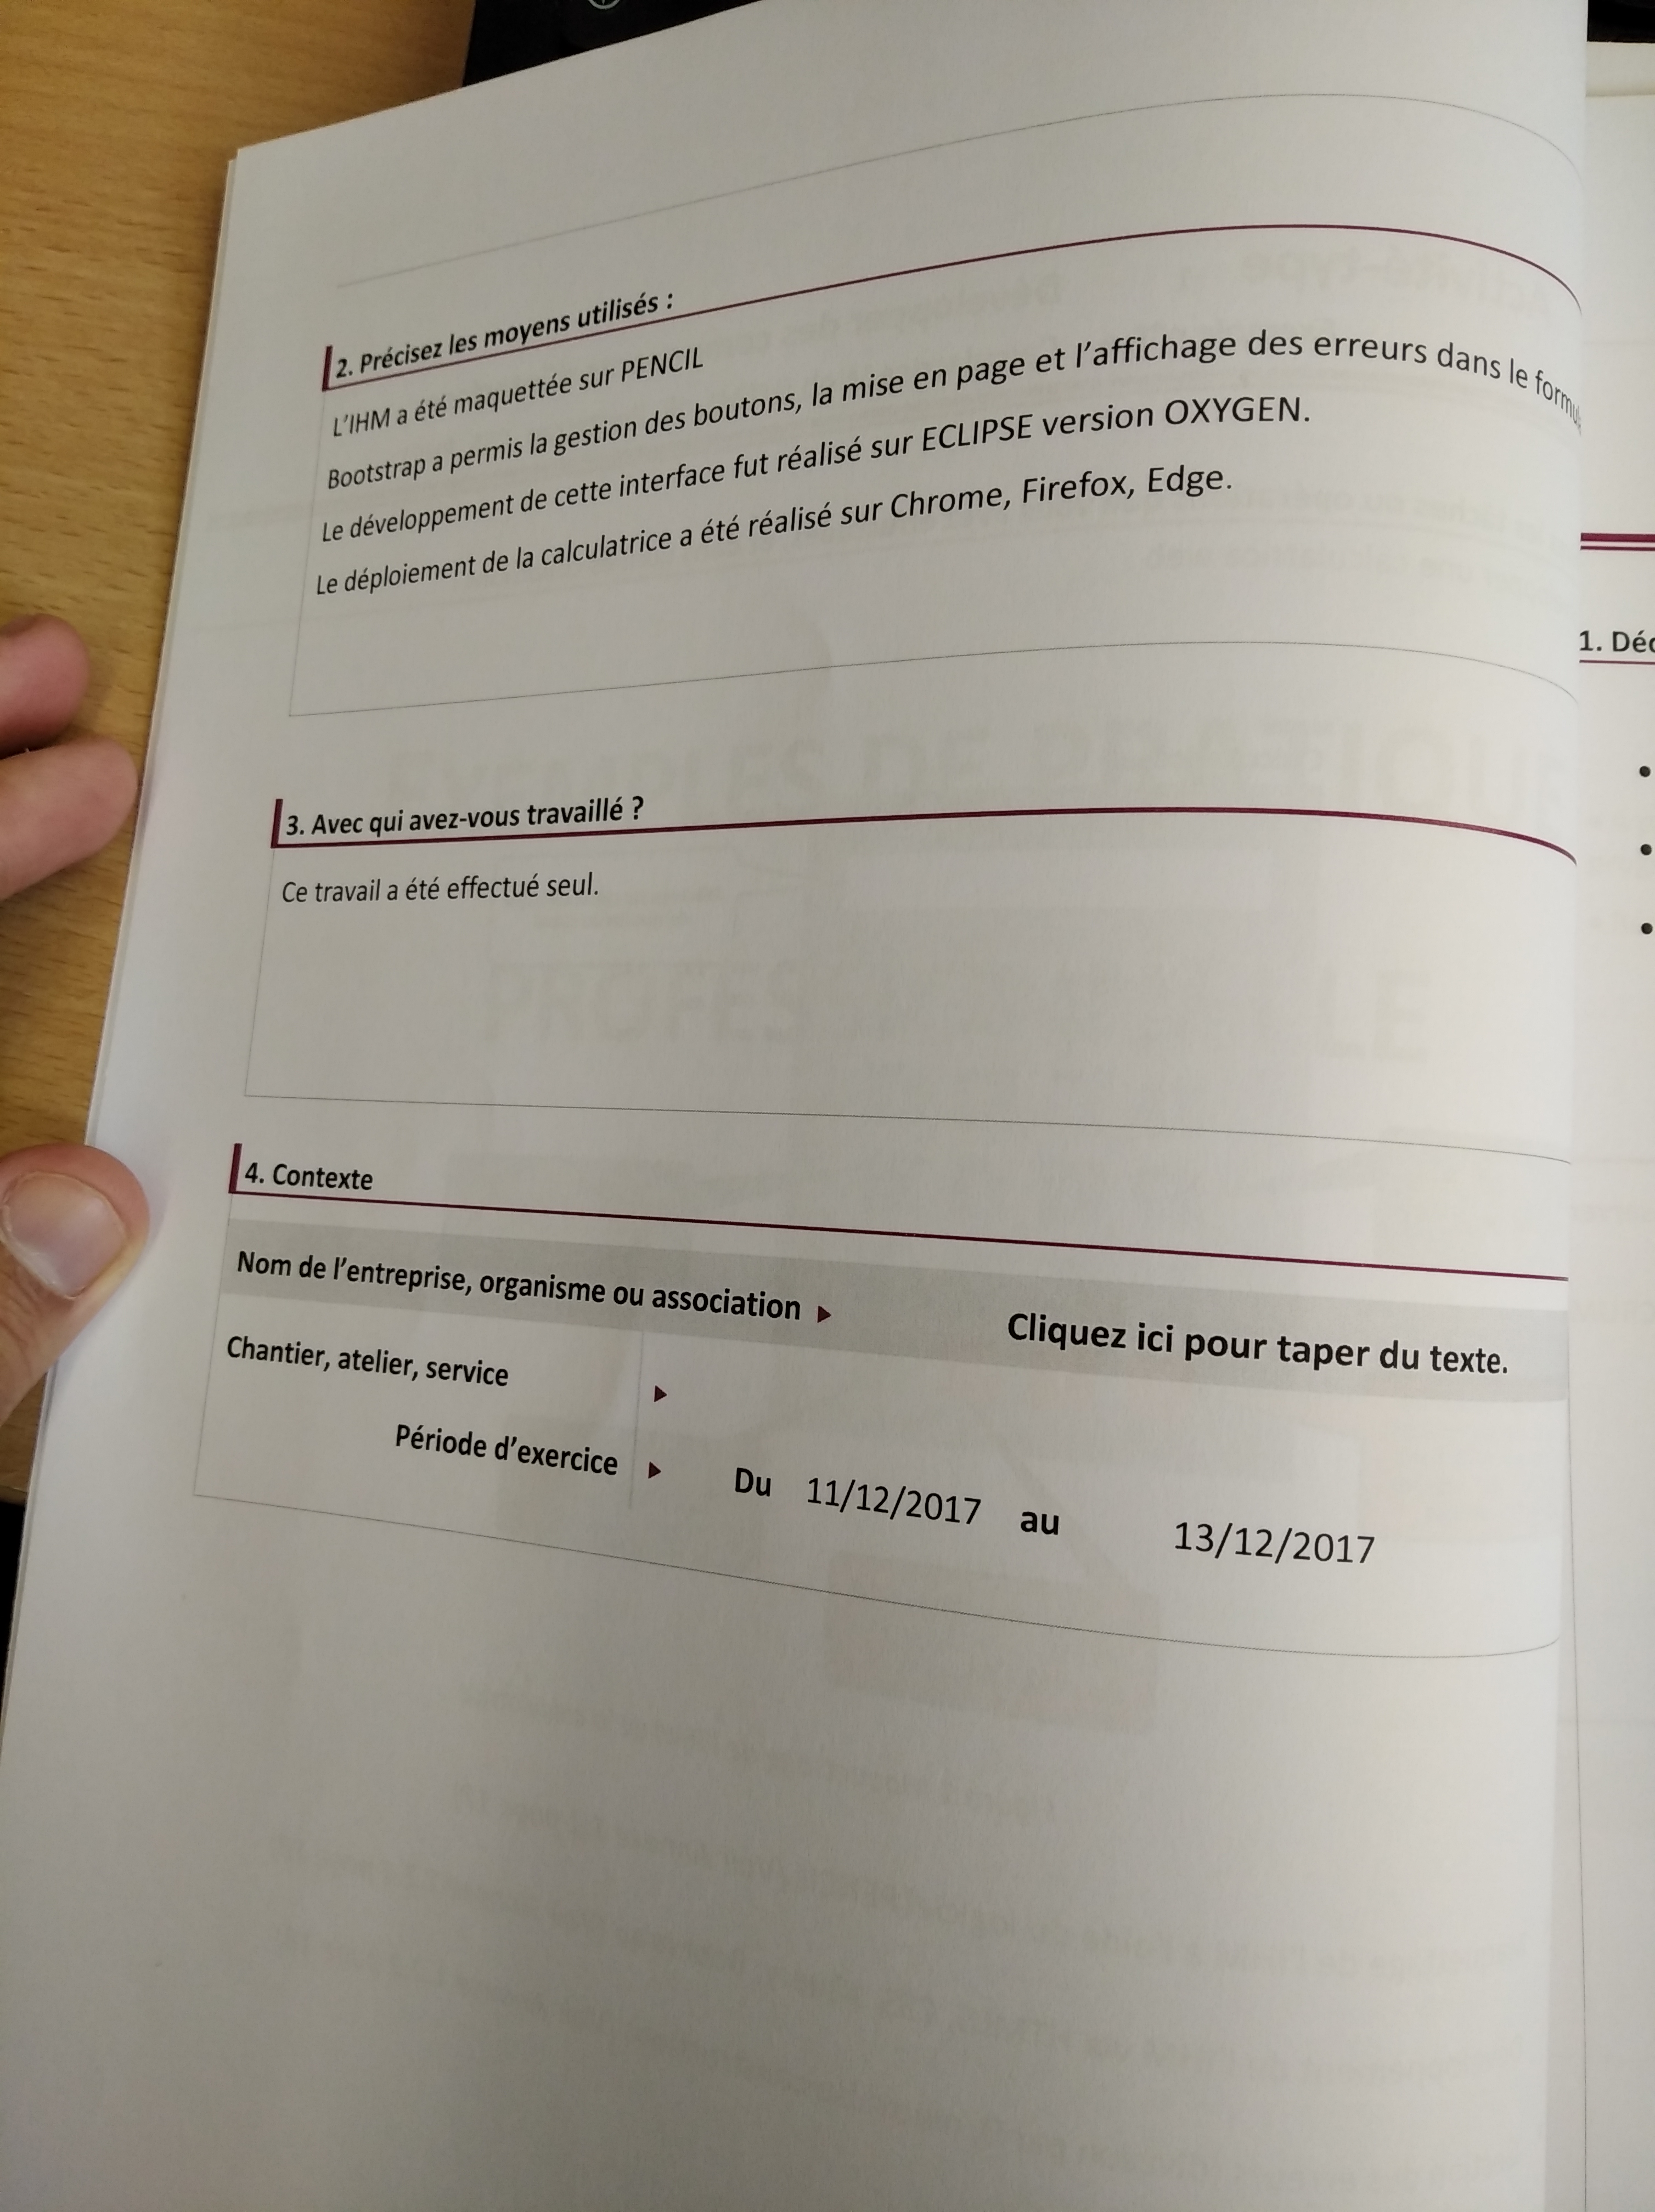 2. Précisez les moyens utilisés :
L'IHM a été maquettée sur PENCIL
Bootstrap a permis la gestion des boutons, la mise en page et l'affichage des erreurs dans le
Le développement de cette interface fut réalisé sur ECLIPSE version OXYGEN.
Le déploiement de la calculatrice a été réalisé sur Chrome, Firefox, Edge.
3. Avec qui avez-vous travaillé ?
Ce travail a été effectué seul.
4. Contexte
Nom de l'entreprise, organisme ou association ▶ Cliquez ici pour taper du texte.
Chantier, atelier, service ▶
Période d'exercice ▶ Du 11/12/2017 au 13/12/2017
1.